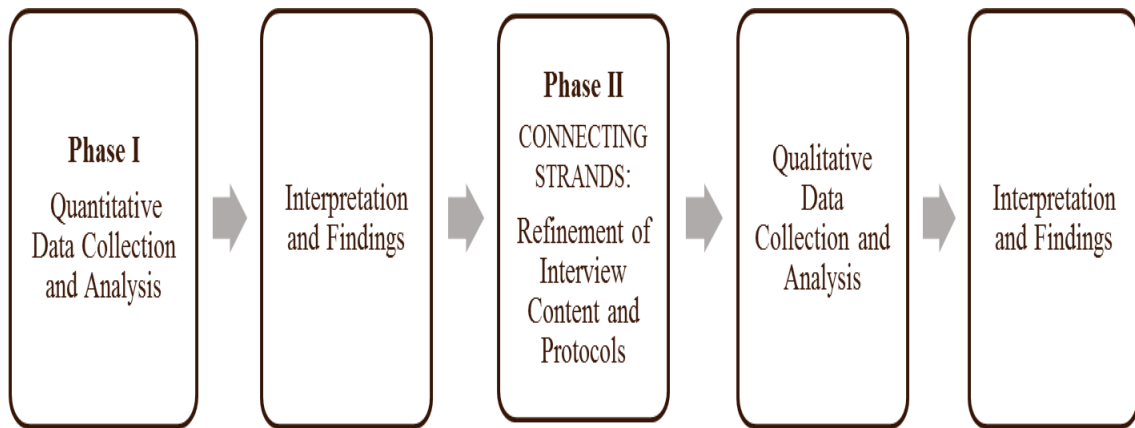 Phase I
Quantitative
Data Collection
and Analysis
Interpretation
and Findings
Phase II
CONNECTING
STRANDS:
Refinement of
Interview
Content and
Protocols
Qualitative
Data
Collection and
Analysis
Interpretation
and Findings